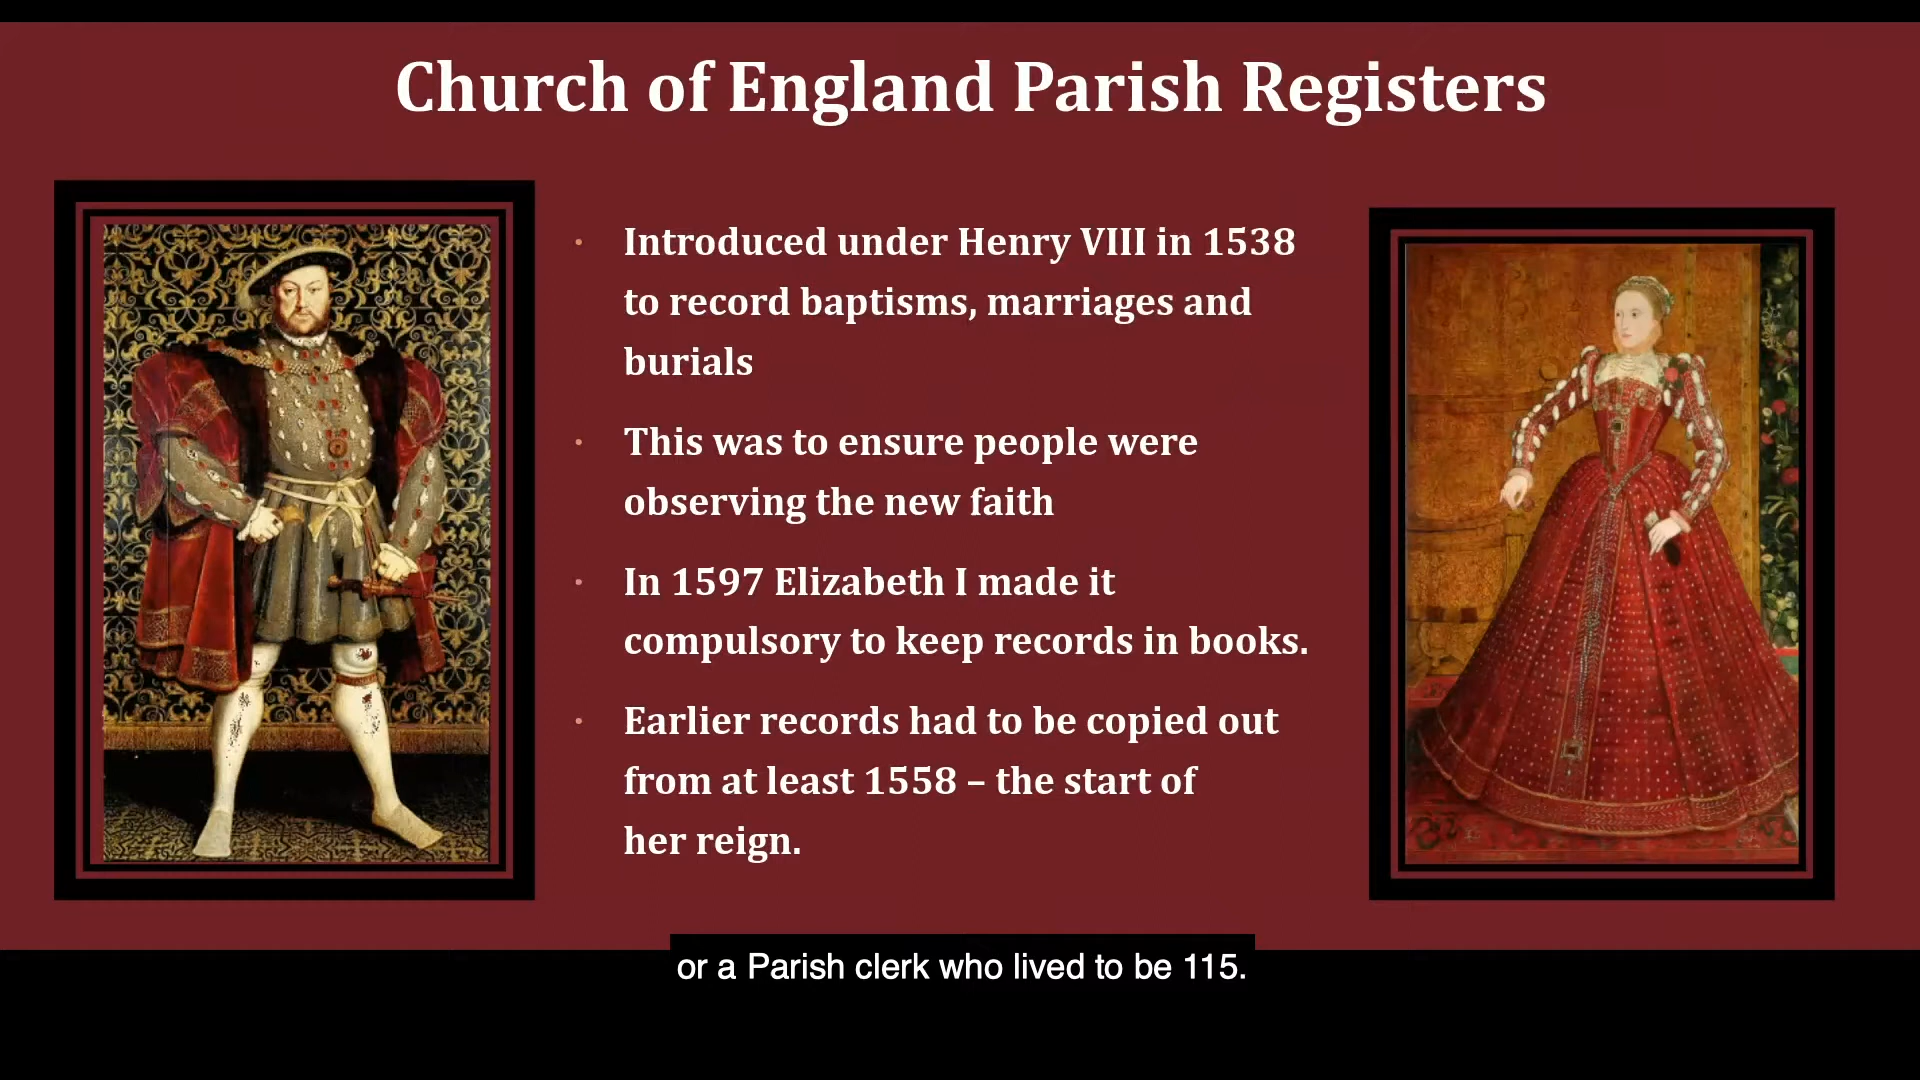 Church of England Parish Registers
· Introduced under Henry VIII in 1538
to record baptisms, marriages and
burials
· This was to ensure people were
observing the new faith
· In 1597 Elizabeth I made it
compulsory to keep records in books.
· Earlier records had to be copied out
from at least 1558 – the start of
her reign.
or a Parish clerk who lived to be 115.